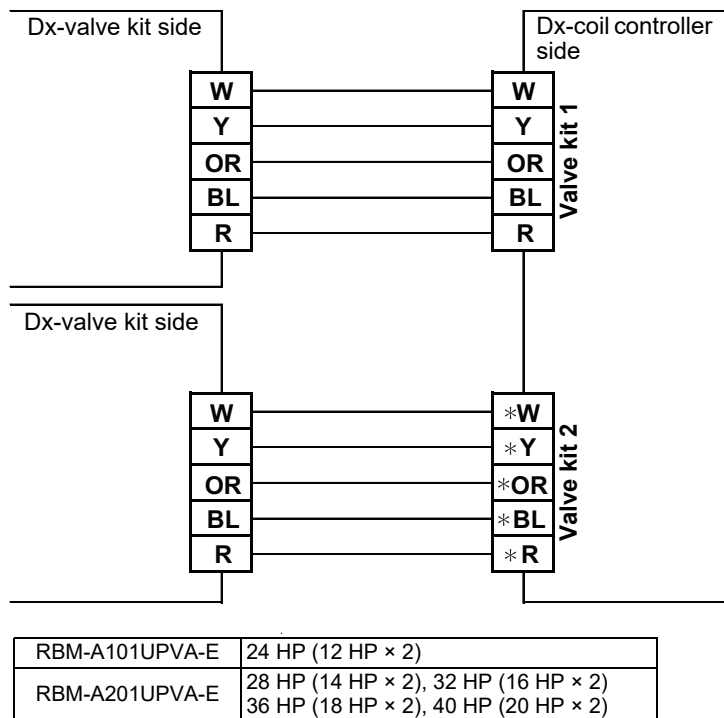 Dx-valve kit side
Dx-coil controller
side
W W
Y Y
OR OR
BL BL
R R
Valve kit 1
Dx-valve kit side
W *W
Y *Y
OR *OR
BL *BL
R *R
Valve kit 2
RBM-A101UPVA-E 24 HP (12 HP × 2)
RBM-A201UPVA-E 28 HP (14 HP × 2), 32 HP (16 HP × 2)
36 HP (18 HP × 2), 40 HP (20 HP × 2)